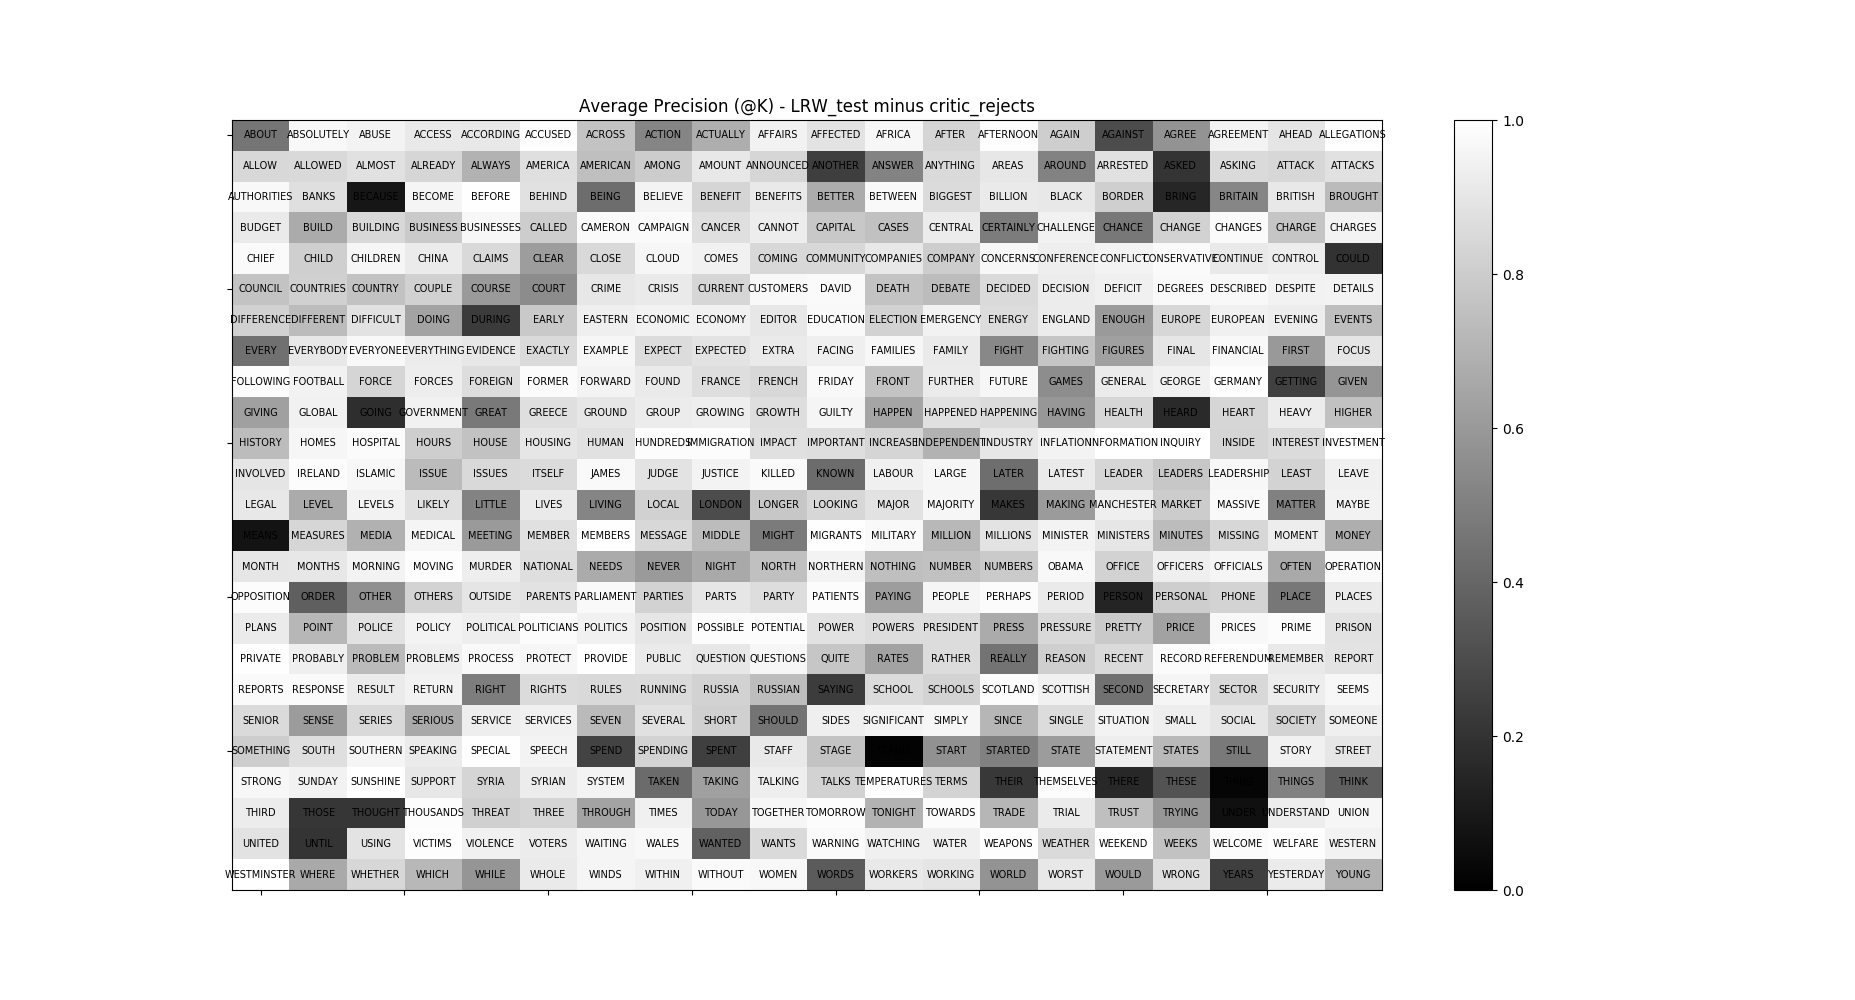 Average Precision (@K) - LRW_test minus critic_rejects
ABOUT ABSOLUTELY ABUSE ACCESS ACCORDING ACCUSED ACROSS ACTION ACTUALLY AFFAIRS AFFECTED AFRICA AFTER AFTERNOON AGAIN AGAINST AGREE AGREEMENT AHEAD ALLEGATIONS
ALLOW ALLOWED ALMOST ALREADY ALWAYS AMERICA AMERICAN AMONG AMOUNT ANNOUNCED ANOTHER ANSWER ANYTHING AREAS AROUND ARRESTED ASKED ASKING ATTACK ATTACKS
AUTHORITIES BANKS BECAUSE BECOME BEFORE BEHIND BEING BELIEVE BENEFIT BENEFITS BETTER BETWEEN BIGGEST BILLION BLACK BORDER BRING BRITAIN BRITISH BROUGHT
BUDGET BUILD BUILDING BUSINESS BUSINESSES CALLED CAMERON CAMPAIGN CANCER CANNOT CAPITAL CASES CENTRAL CERTAINLY CHALLENGE CHANCE CHANGE CHANGES CHARGE CHARGES
CHIEF CHILD CHILDREN CHINA CLAIMS CLEAR CLOSE CLOUD COMES COMING COMMUNITY COMPANIES COMPANY CONCERNS CONFERENCE CONFLICT CONSERVATIVE CONTINUE CONTROL COULD
COUNCIL COUNTRIES COUNTRY COUPLE COURSE COURT CRIME CRISIS CURRENT CUSTOMERS DAVID DEATH DEBATE DECIDED DECISION DEFICIT DEGREES DESCRIBED DESPITE DETAILS
DIFFERENCE DIFFERENT DIFFICULT DOING DURING EARLY EASTERN ECONOMIC ECONOMY EDITOR EDUCATION ELECTION EMERGENCY ENERGY ENGLAND ENOUGH EUROPE EUROPEAN EVENING EVENTS
EVERY EVERYBODY EVERYONE EVERYTHING EVIDENCE EXACTLY EXAMPLE EXPECT EXPECTED EXTRA FACING FAMILIES FAMILY FIGHT FIGHTING FIGURES FINAL FINANCIAL FIRST FOCUS
FOLLOWING FOOTBALL FORCE FORCES FOREIGN FORMER FORWARD FOUND FRANCE FRENCH FRIDAY FRONT FURTHER FUTURE GAMES GENERAL GEORGE GERMANY GETTING GIVEN
GIVING GLOBAL GOING GOVERNMENT GREAT GREECE GROUND GROUP GROWING GROWTH GUILTY HAPPEN HAPPENED HAPPENING HAVING HEALTH HEARD HEART HEAVY HIGHER
HISTORY HOMES HOSPITAL HOURS HOUSE HOUSING HUMAN HUNDREDS IMMIGRATION IMPACT IMPORTANT INCREASE INDEPENDENT INDUSTRY INFLATION INFORMATION INQUIRY INSIDE INTEREST INVESTMENT
INVOLVED IRELAND ISLAMIC ISSUE ISSUES ITSELF JAMES JUDGE JUSTICE KILLED KNOWN LABOUR LARGE LATER LATEST LEADER LEADERS LEADERSHIP LEAST LEAVE
LEGAL LEVEL LEVELS LIKELY LITTLE LIVES LIVING LOCAL LONDON LONGER LOOKING MAJOR MAJORITY MAKES MAKING MANCHESTER MARKET MASSIVE MATTER MAYBE
MEANS MEASURES MEDIA MEDICAL MEETING MEMBER MEMBERS MESSAGE MIDDLE MIGHT MIGRANTS MILITARY MILLION MILLIONS MINISTER MINISTERS MINUTES MISSING MOMENT MONEY
MONTH MONTHS MORNING MOVING MURDER NATIONAL NEEDS NEVER NIGHT NORTH NORTHERN NOTHING NUMBER NUMBERS OBAMA OFFICE OFFICERS OFFICIALS OFTEN OPERATION
OPPOSITION ORDER OTHER OTHERS OUTSIDE PARENTS PARLIAMENT PARTIES PARTS PARTY PATIENTS PAYING PEOPLE PERHAPS PERIOD PERSON PERSONAL PHONE PLACE PLACES
PLANS POINT POLICE POLICY POLITICAL POLITICIANS POLITICS POSITION POSSIBLE POTENTIAL POWER POWERS PRESIDENT PRESS PRESSURE PRETTY PRICE PRICES PRIME PRISON
PRIVATE PROBABLY PROBLEM PROBLEMS PROCESS PROTECT PROVIDE PUBLIC QUESTION QUESTIONS QUITE RATES RATHER REALLY REASON RECENT RECORD REFERENDUM REMEMBER REPORT
REPORTS RESPONSE RESULT RETURN RIGHT RIGHTS RULES RUNNING RUSSIA RUSSIAN SAYING SCHOOL SCHOOLS SCOTLAND SCOTTISH SECOND SECRETARY SECTOR SECURITY SEEMS
SENIOR SENSE SERIES SERIOUS SERVICE SERVICES SEVEN SEVERAL SHORT SHOULD SIDES SIGNIFICANT SIMPLY SINCE SINGLE SITUATION SMALL SOCIAL SOCIETY SOMEONE
SOMETHING SOUTH SOUTHERN SPEAKING SPECIAL SPEECH SPEND SPENDING SPENT STAFF STAGE START STARTED STATE STATEMENT STATES STILL STORY STREET
STRONG SUNDAY SUNSHINE SUPPORT SYRIA SYRIAN SYSTEM TAKEN TAKING TALKING TALKS TEMPERATURES TERMS THEIR THEMSELVES THERE THESE THINGS THINK
THIRD THOSE THOUGHT THOUSANDS THREAT THREE THROUGH TIMES TODAY TOGETHER TOMORROW TONIGHT TOWARDS TRADE TRIAL TRUST TRYING UNDER UNDERSTAND UNION
UNITED UNTIL USING VICTIMS VIOLENCE VOTERS WAITING WALES WANTED WANTS WARNING WATCHING WATER WEAPONS WEATHER WEEKEND WEEKS WELCOME WELFARE WESTERN
WESTMINSTER WHERE WHETHER WHICH WHILE WHOLE WINDS WITHIN WITHOUT WOMEN WORDS WORKERS WORKING WORLD WORST WOULD WRONG YEARS YESTERDAY YOUNG
1.0
0.8
0.6
0.4
0.2
0.0